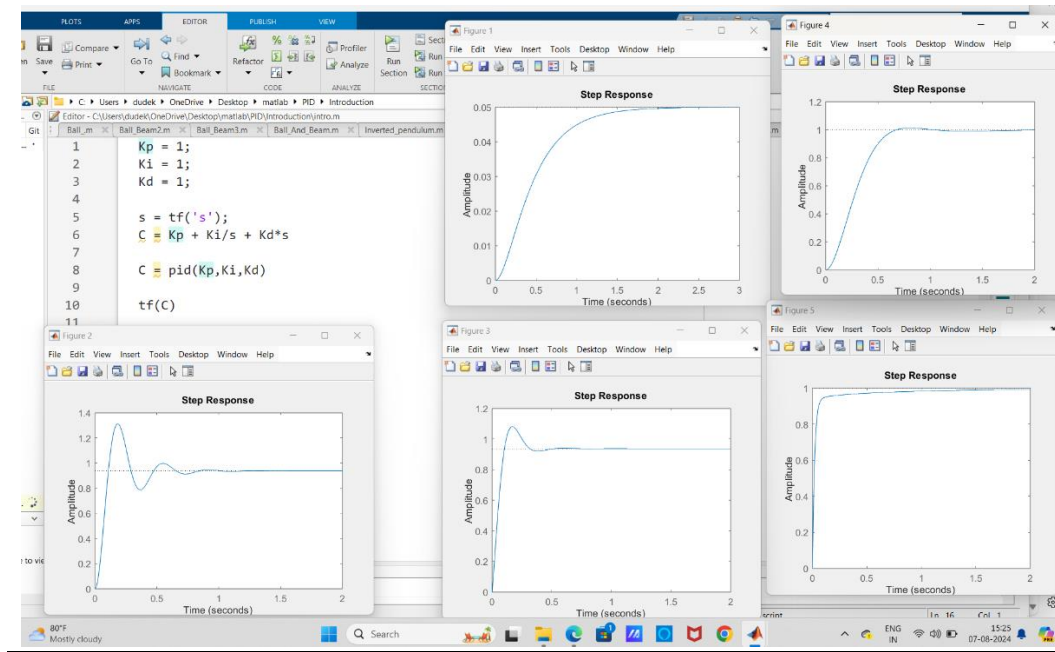 PLOTS APPS EDITOR PUBLISH VIEW
Save Compare Print Go To Find Bookmark Refactor Profiler Analyze Run Section Run Run
FILE NAVIGATE CODE ANALYZE
C: Users dudek OneDrive Desktop matlab PID Introduction
Editor - C:\Users\dudek\OneDrive\Desktop\matlab\PID\Introduction\intro.m
Git Ball_.m Ball_Beam2.m Ball_Beam3.m Ball_And_Beam.m Inverted_pendulum.m
1 Kp = 1;
2 Ki = 1;
3 Kd = 1;
4
5 s = tf('s');
6 C = Kp + Ki/s + Kd*s
7
8 C = pid(Kp,Ki,Kd)
9
10 tf(C)
11
Figure 1
File Edit View Insert Tools Desktop Window Help
Step Response
Amplitude
0.05
0.04
0.03
0.02
0.01
0
0 0.5 1 1.5 2 2.5 3
Time (seconds)
Figure 4
File Edit View Insert Tools Desktop Window Help
Step Response
Amplitude
1.2
1
0.8
0.6
0.4
0.2
0
0 0.5 1 1.5 2
Time (seconds)
Figure 2
File Edit View Insert Tools Desktop Window Help
Step Response
Amplitude
1.4
1.2
1
0.8
0.6
0.4
0.2
0
0 0.5 1 1.5 2
Time (seconds)
Figure 3
File Edit View Insert Tools Desktop Window Help
Step Response
Amplitude
1.2
1
0.8
0.6
0.4
0.2
0
0 0.5 1 1.5 2
Time (seconds)
Figure 5
File Edit View Insert Tools Desktop Window Help
Step Response
Amplitude
1
0.8
0.6
0.4
0.2
0
0 0.5 1 1.5 2
Time (seconds)
script Ln 16 Col 1
80°F
Mostly cloudy
Search
ENG
IN
15:25
07-08-2024